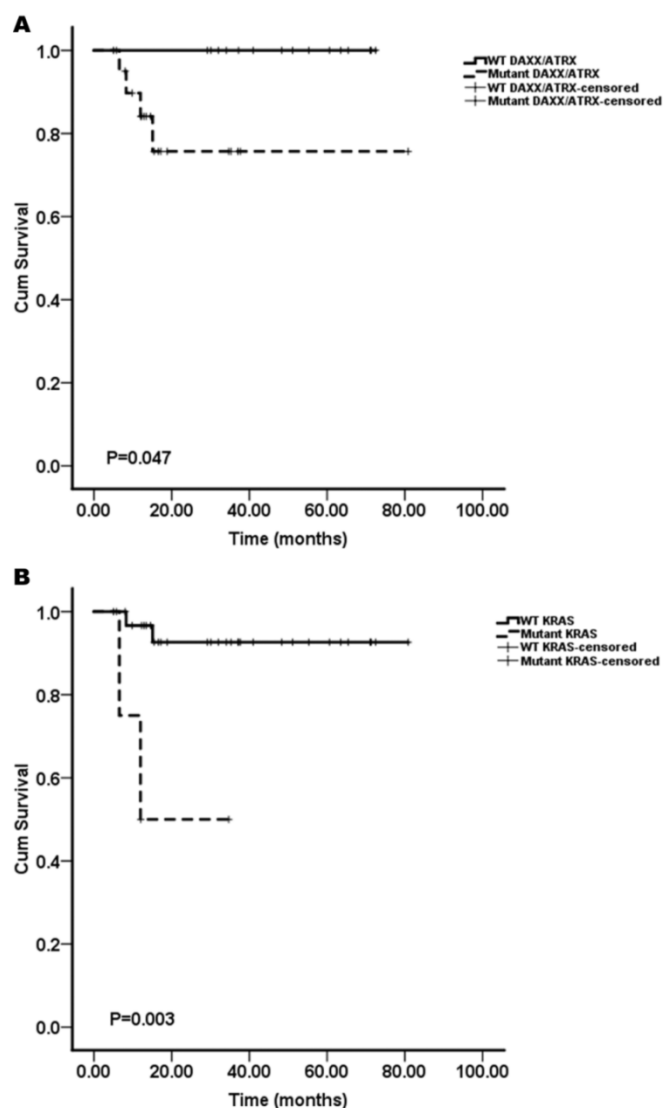 A
1.0
0.8
0.6
0.4
0.2
0.0
Cum Survival
P=0.047
0.00 20.00 40.00 60.00 80.00 100.00
Time (months)
WT DAXX/ATRX
Mutant DAXX/ATRX
WT DAXX/ATRX-censored
Mutant DAXX/ATRX-censored
B
1.0
0.8
0.6
0.4
0.2
0.0
Cum Survival
P=0.003
0.00 20.00 40.00 60.00 80.00 100.00
Time (months)
WT KRAS
Mutant KRAS
WT KRAS-censored
Mutant KRAS-censored